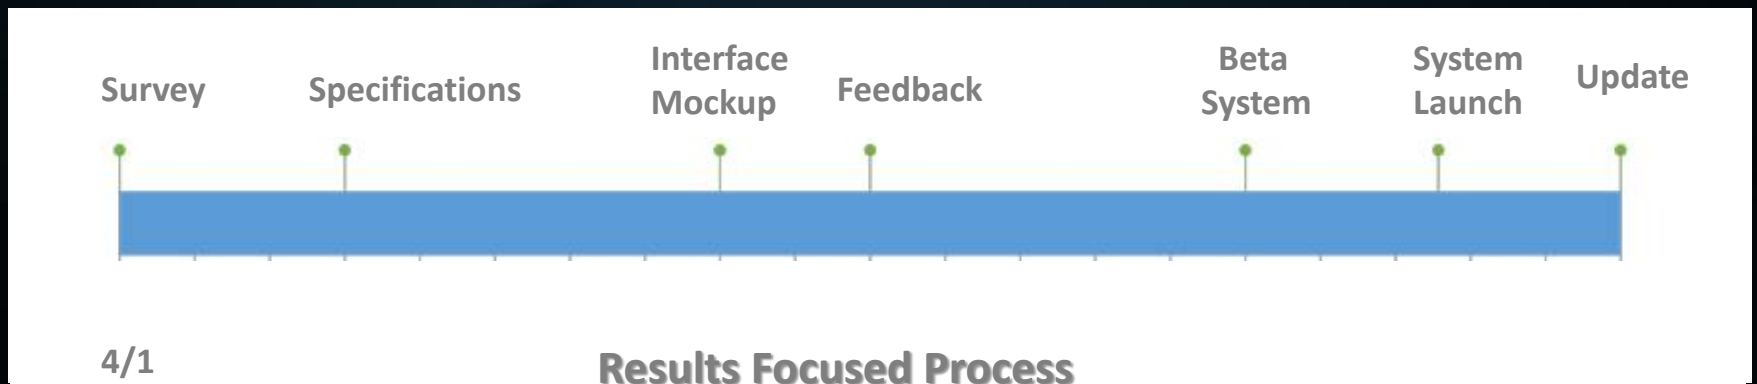 Survey
Specifications
Interface
Mockup
Feedback
Beta
System
System
Launch
Update
4/1
Results Focused Process